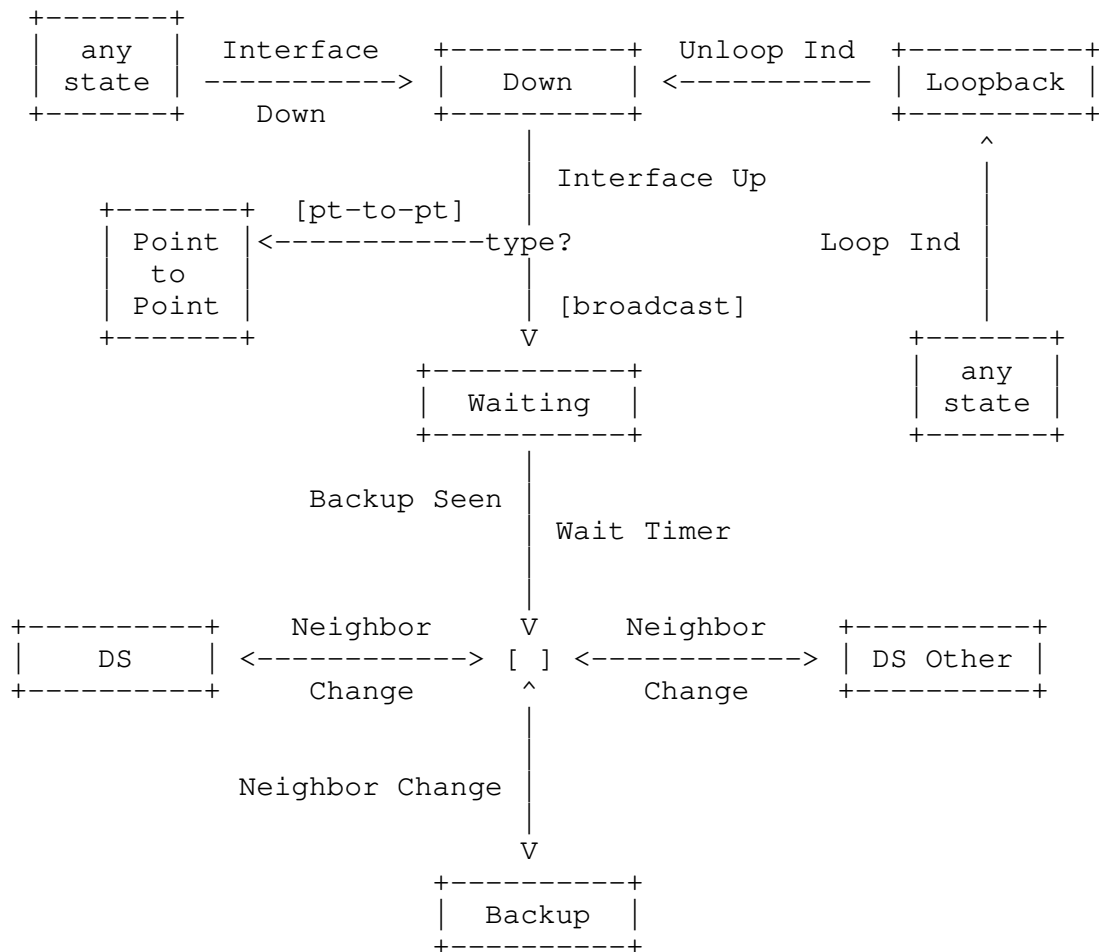 any Interface Unloop Ind
state Down Loopback
Down
Interface Up
[pt-to-pt]
Point type? Loop Ind
to
Point [broadcast]
any
Waiting state
Backup Seen
Wait Timer
Neighbor Neighbor
DS [ ] DS Other
Change Change
Neighbor Change
Backup